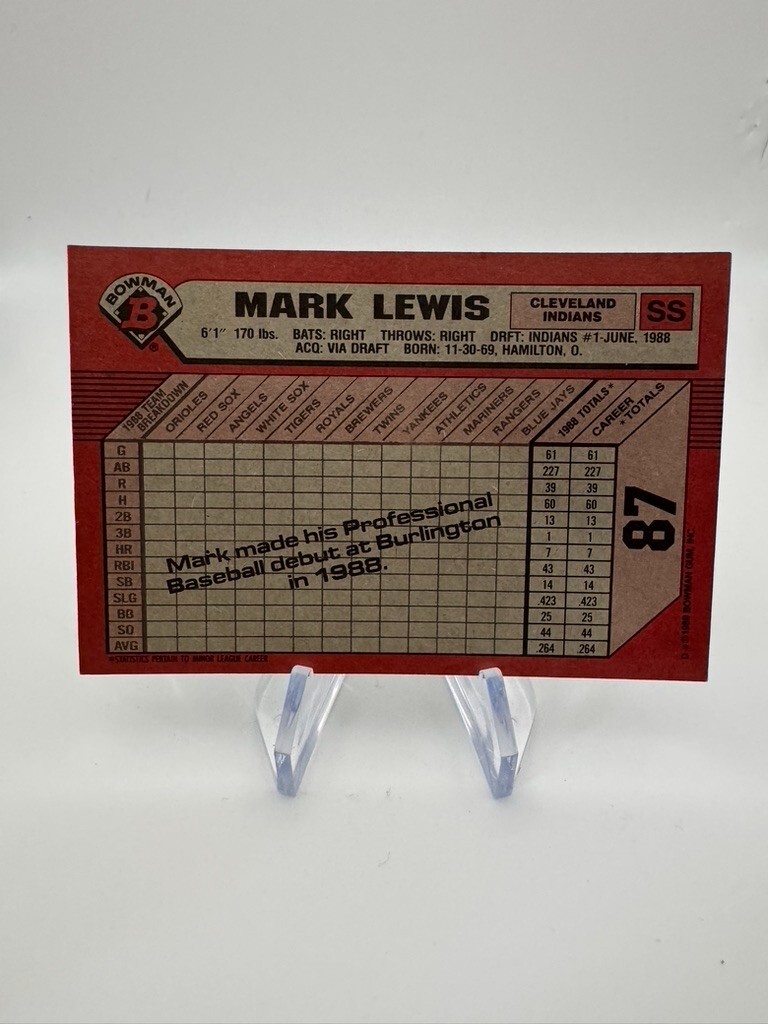 BOWMAN
B
®
MARK LEWIS
CLEVELAND
INDIANS
SS
6'1" 170 lbs. BATS: RIGHT THROWS: RIGHT DRFT: INDIANS #1-JUNE, 1988
ACQ: VIA DRAFT BORN: 11-30-69, HAMILTON, O.
1988 TEAM
BREAKDOWN
ORIOLES
RED SOX
ANGELS
WHITE SOX
TIGERS
ROYALS
BREWERS
TWINS
YANKEES
ATHLETICS
MARINERS
RANGERS
BLUE JAYS
1988 TOTALS*
CAREER
*TOTALS
G 61 61
AB 227 227
R 39 39
H 60 60
2B 13 13
3B 1 1
HR 7 7
RBI 43 43
SB 14 14
SLG .423 .423
BB 25 25
SO 44 44
AVG .264 .264
Mark made his Professional
Baseball debut at Burlington
in 1988.
87
*STATISTICS PERTAIN TO MINOR LEAGUE CAREER
©1989 BOWMAN GUM, INC.